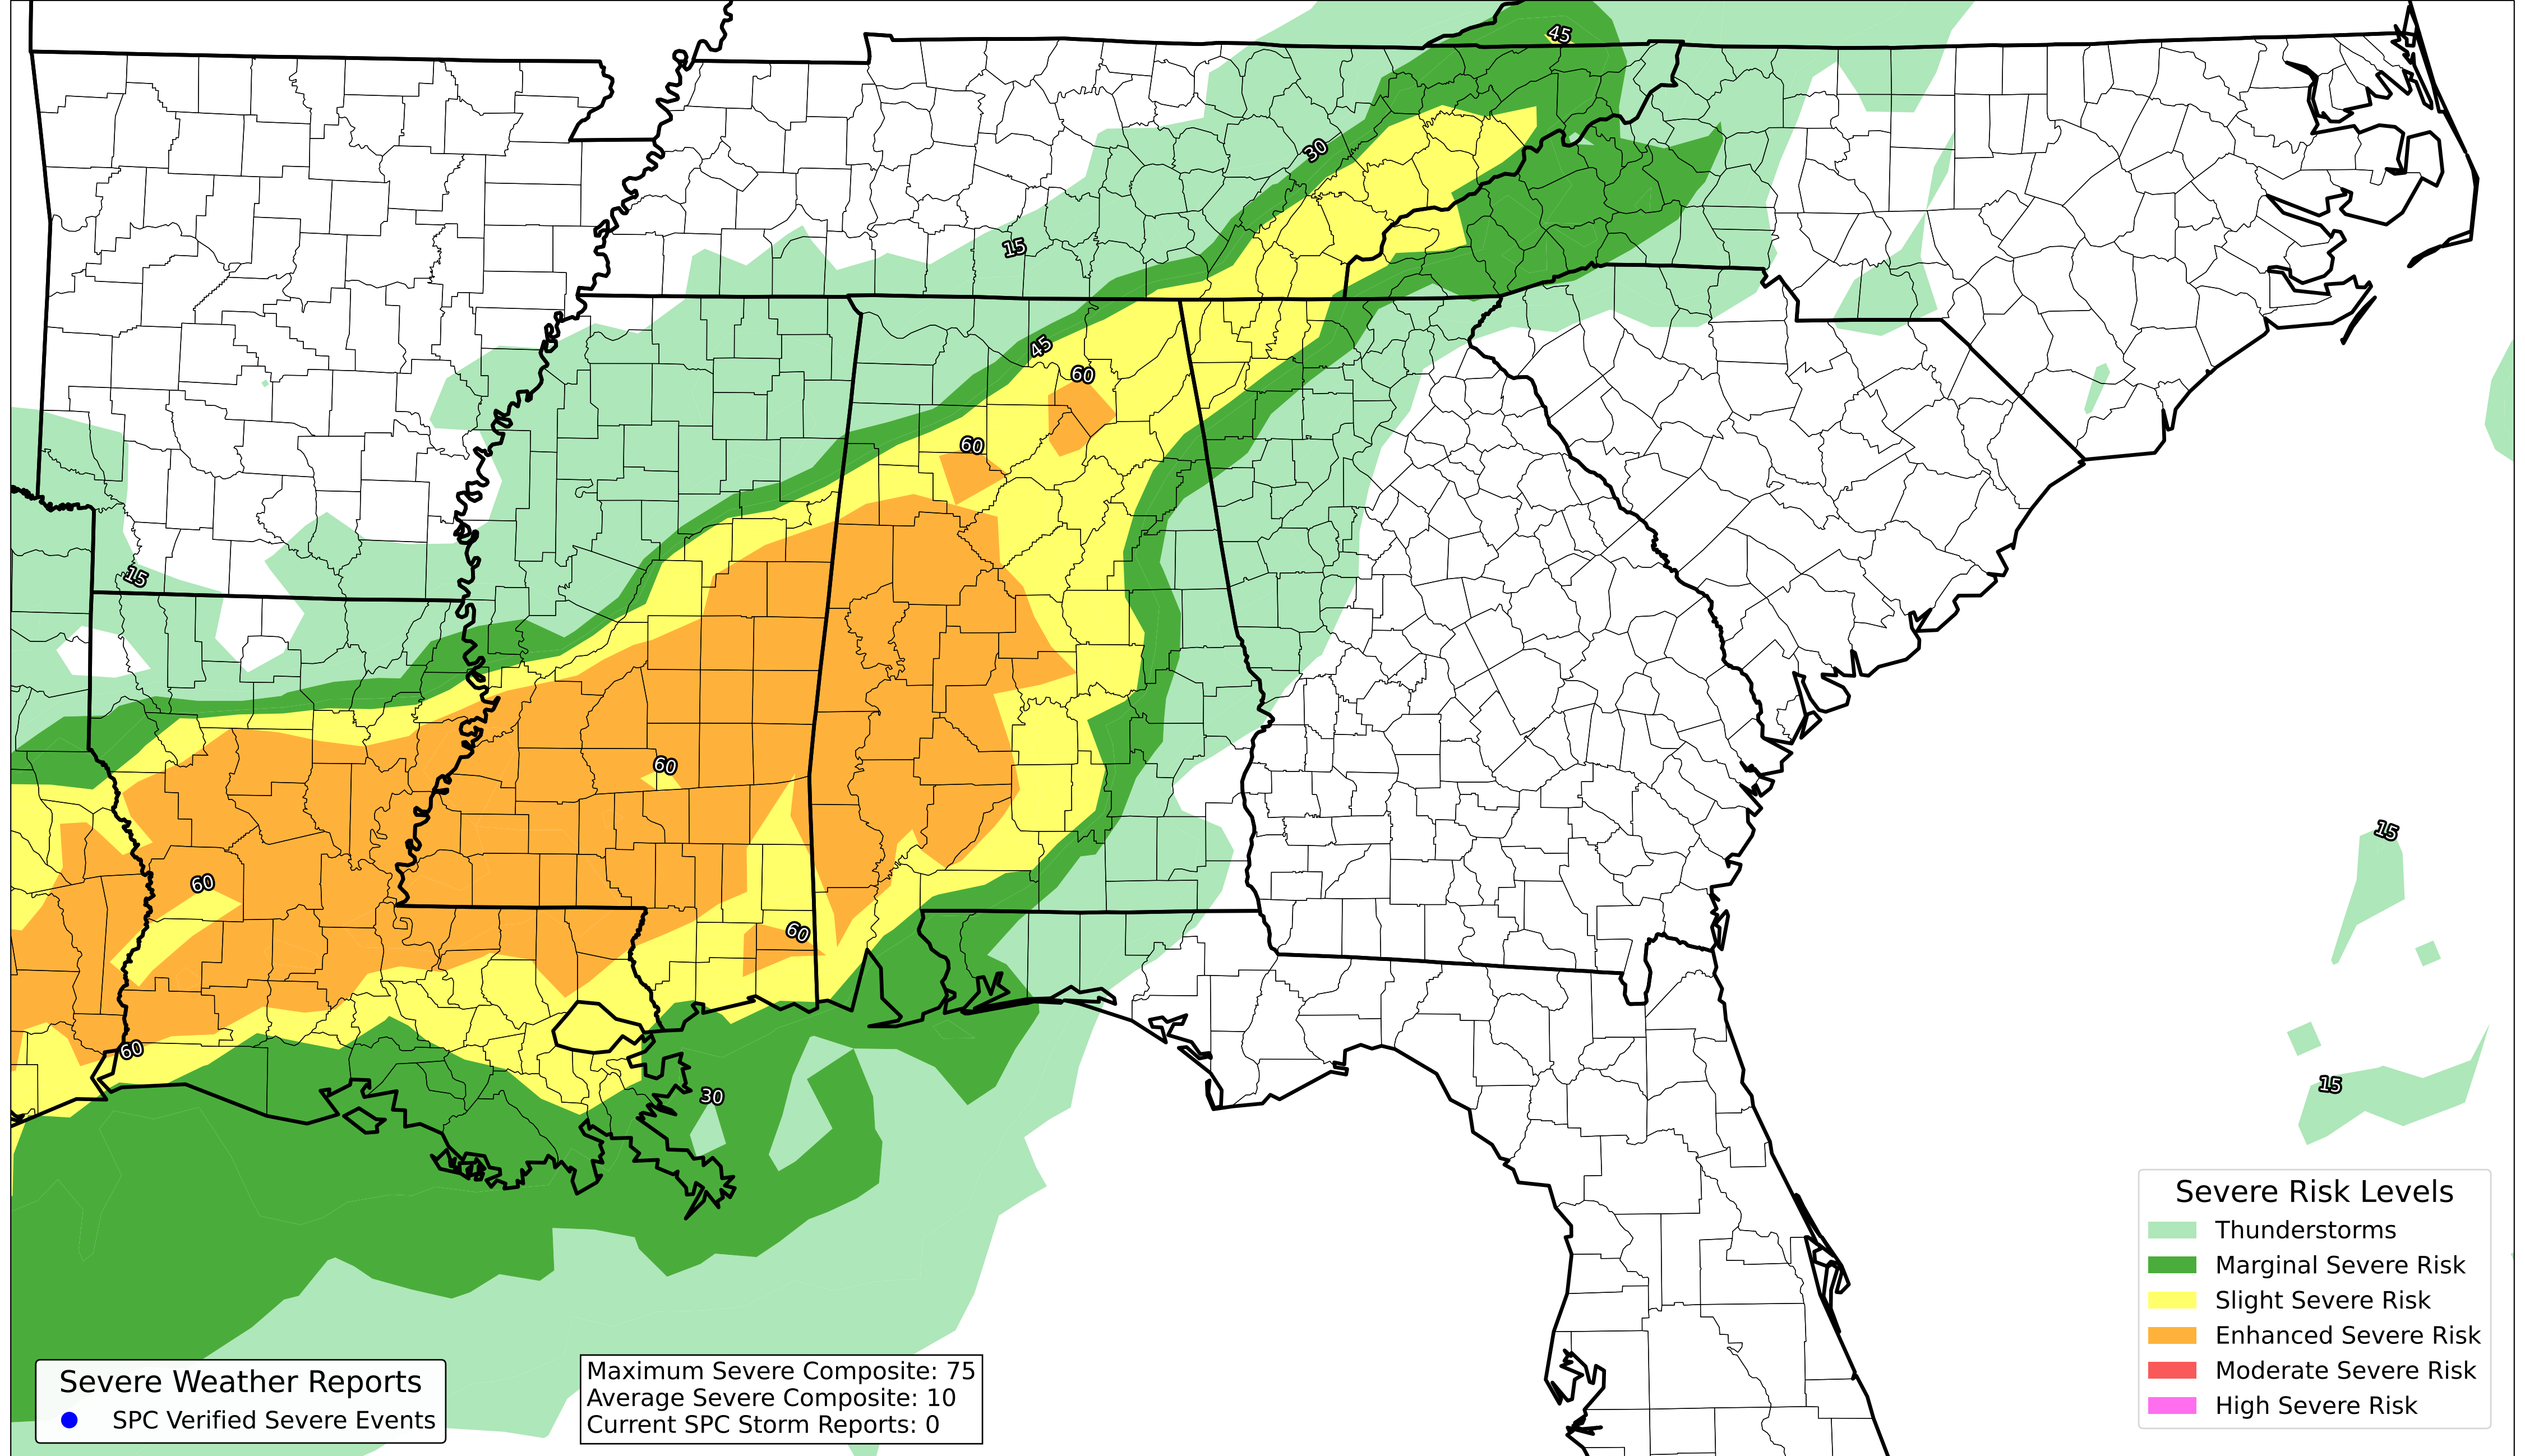 45
30
15
45
60
60
15
60
15
60
60
60
15
30
Severe Risk Levels
Thunderstorms
Marginal Severe Risk
Slight Severe Risk
Enhanced Severe Risk
Moderate Severe Risk
High Severe Risk
Severe Weather Reports
SPC Verified Severe Events
Maximum Severe Composite: 75
Average Severe Composite: 10
Current SPC Storm Reports: 0